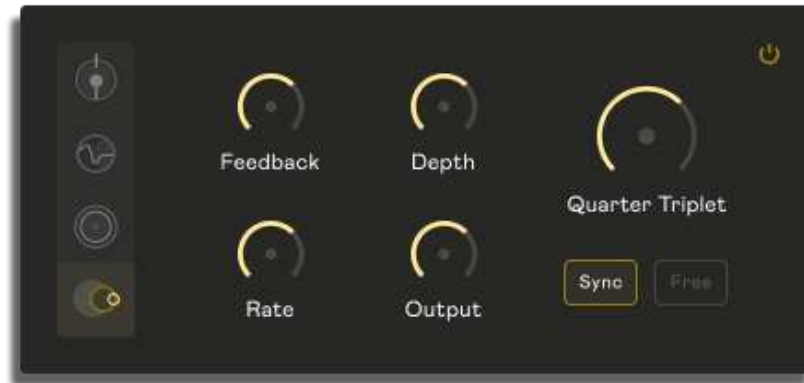 Feedback
Depth
Quarter Triplet
Rate
Output
Sync
Free